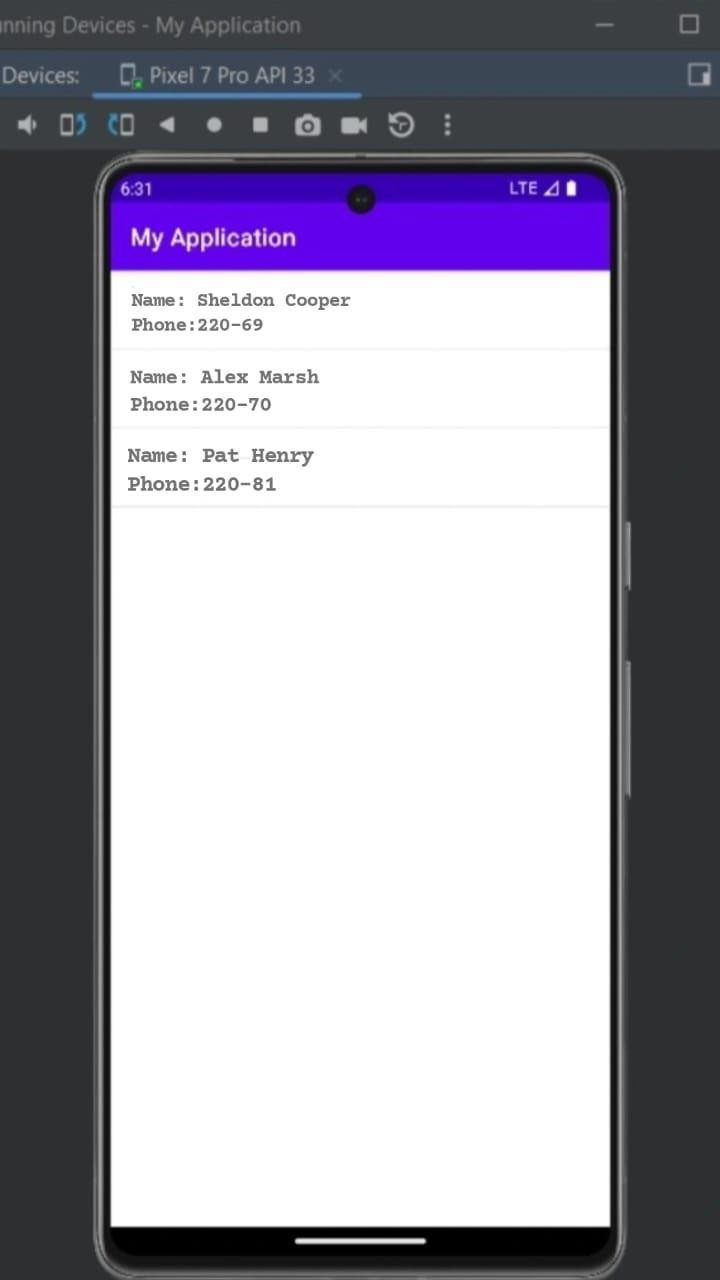 unning Devices - My Application
Devices: Pixel 7 Pro API 33
6:31 LTE
My Application
Name: Sheldon Cooper
Phone:220-69
Name: Alex Marsh
Phone:220-70
Name: Pat Henry
Phone:220-81